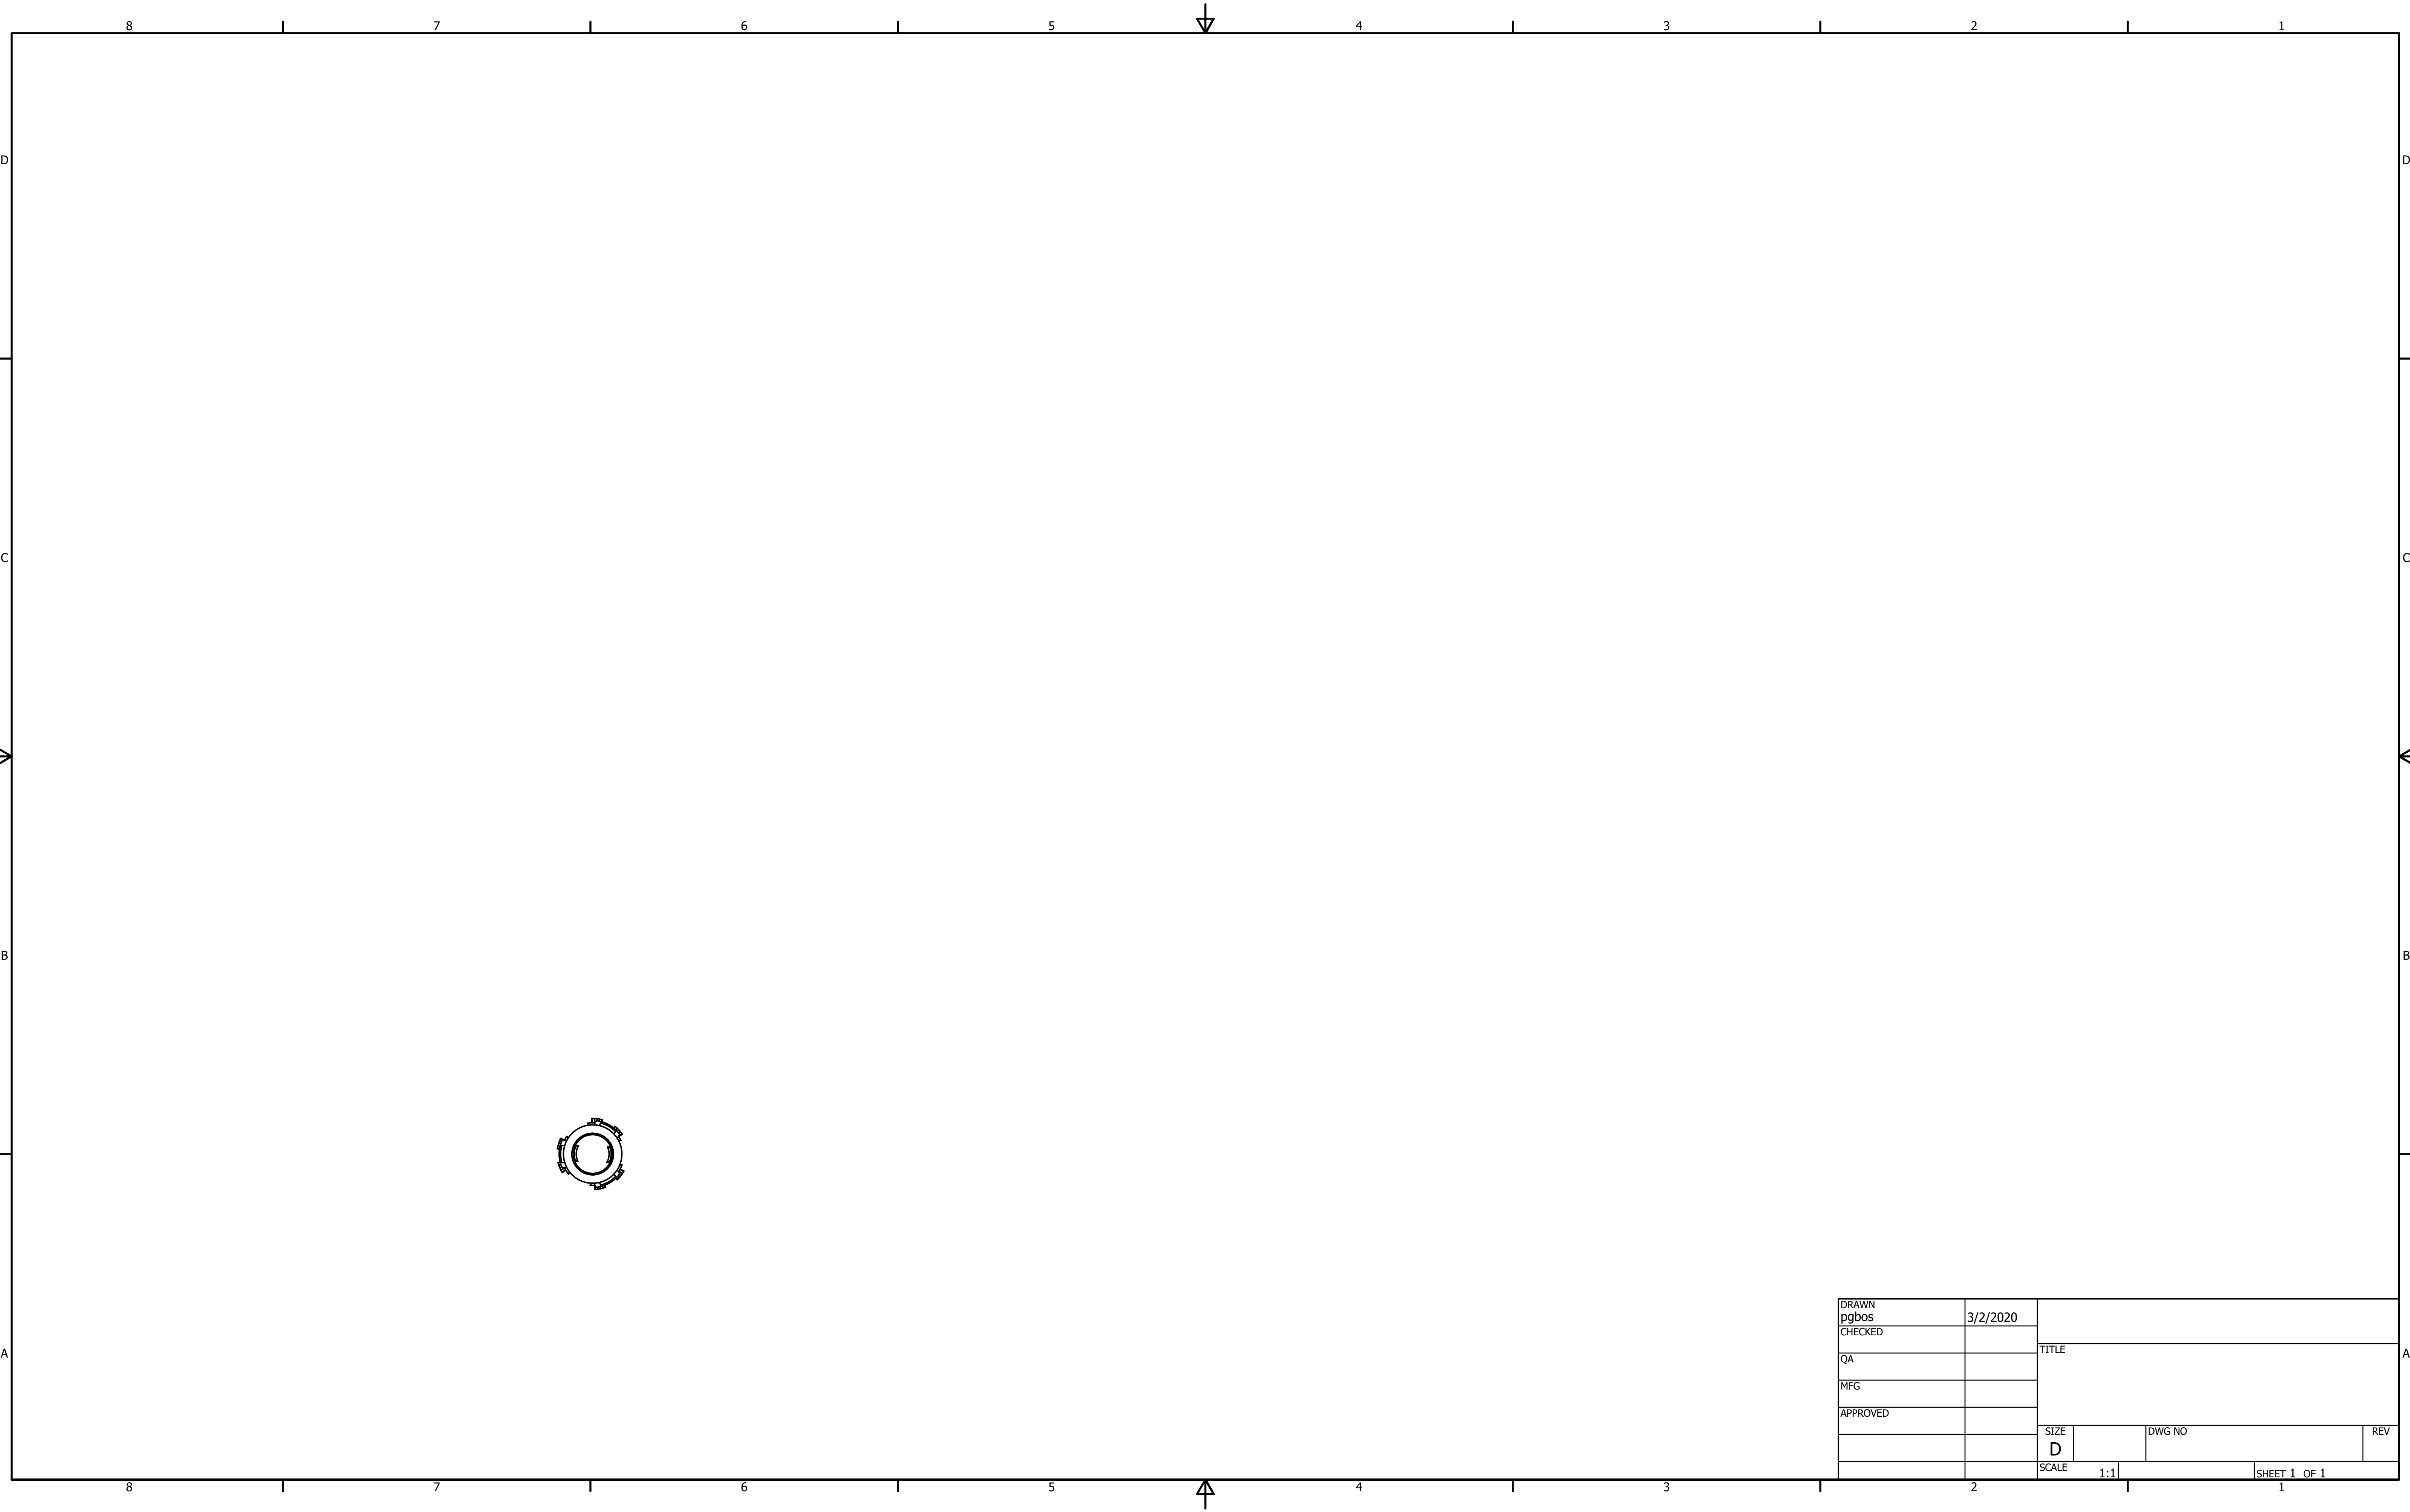 8 7 6 5 4 3 2 1
D D
C C
B B
A A
DRAWN
pgbos 3/2/2020
CHECKED
TITLE
QA
MFG
APPROVED
SIZE DWG NO REV
D
SCALE 1:1 SHEET 1 OF 1
8 7 6 5 4 3 2 1